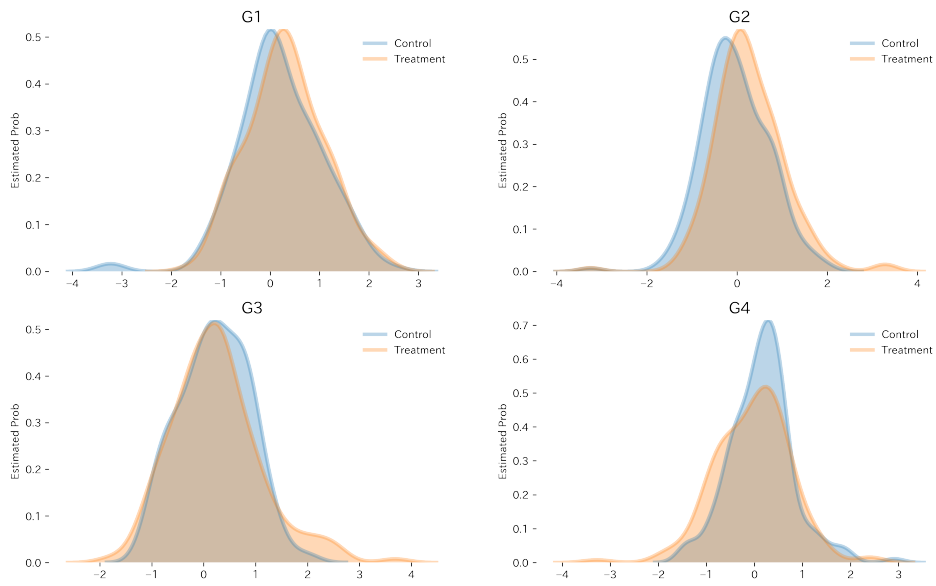 G1
Control
Treatment
Estimated Prob
0.5
0.4
0.3
0.2
0.1
0.0
−4 −3 −2 −1 0 1 2 3
G2
Control
Treatment
Estimated Prob
0.5
0.4
0.3
0.2
0.1
0.0
−4 −2 0 2 4
G3
Control
Treatment
Estimated Prob
0.5
0.4
0.3
0.2
0.1
0.0
−2 −1 0 1 2 3 4
G4
Control
Treatment
Estimated Prob
0.7
0.6
0.5
0.4
0.3
0.2
0.1
0.0
−4 −3 −2 −1 0 1 2 3